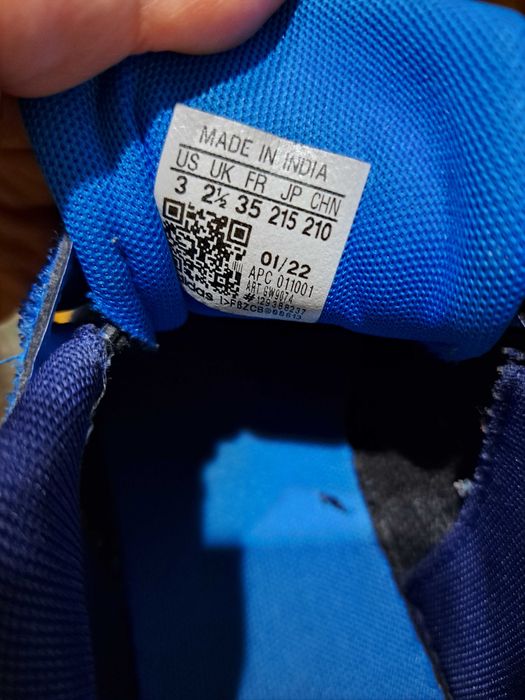 MADE IN INDIA
US UK FR JP CHN
3 2½ 35 215 210
01/22
APC 011001
ART GW9074
# 129388237